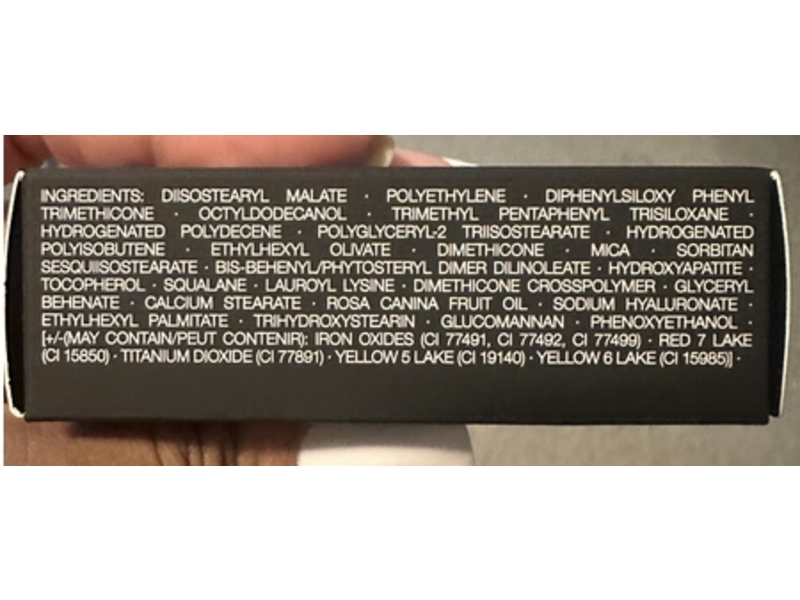 INGREDIENTS: DIISOSTEARYL MALATE · POLYETHYLENE · DIPHENYLSILOXY PHENYL
TRIMETHICONE · OCTYLDODECANOL · TRIMETHYL PENTAPHENYL TRISILOXANE ·
HYDROGENATED POLYDECENE · POLYGLYCERYL-2 TRIISOSTEARATE · HYDROGENATED
POLYISOBUTENE · ETHYLHEXYL OLIVATE · DIMETHICONE · MICA · SORBITAN
SESQUIISOSTEARATE · BIS-BEHENYL/PHYTOSTERYL DIMER DILINOLEATE · HYDROXYAPATITE ·
TOCOPHEROL · SQUALANE · LAUROYL LYSINE · DIMETHICONE CROSSPOLYMER · GLYCERYL
BEHENATE · CALCIUM STEARATE · ROSA CANINA FRUIT OIL · SODIUM HYALURONATE ·
ETHYLHEXYL PALMITATE · TRIHYDROXYSTEARIN · GLUCOMANNAN · PHENOXYETHANOL ·
[+/-(MAY CONTAIN/PEUT CONTENIR): IRON OXIDES (CI 77491, CI 77492, CI 77499) · RED 7 LAKE
(CI 15850) · TITANIUM DIOXIDE (CI 77891) · YELLOW 5 LAKE (CI 19140) · YELLOW 6 LAKE (CI 15985)] ·